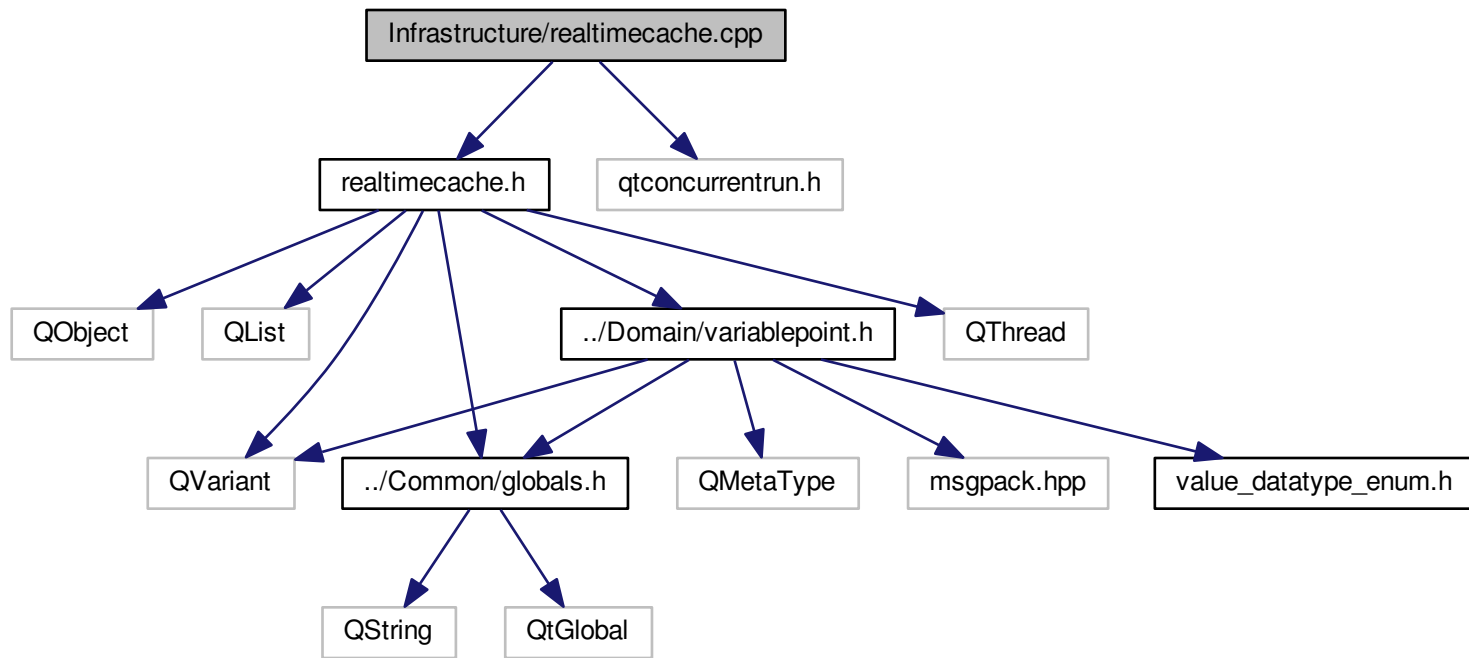 Infrastructure/realtimecache.cpp
realtimecache.h
qtconcurrentrun.h
QObject
QList
../Domain/variablepoint.h
QThread
QVariant
../Common/globals.h
QMetaType
msgpack.hpp
value_datatype_enum.h
QString
QtGlobal